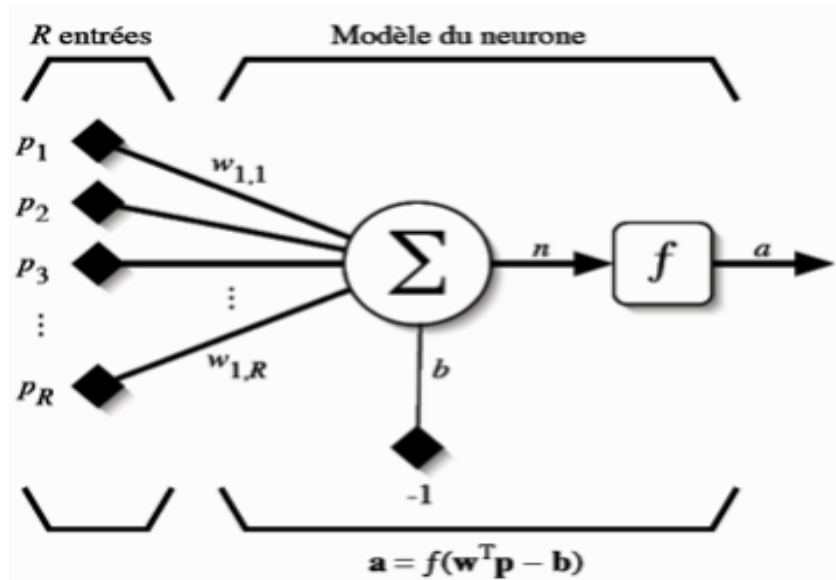 R entrées
Modèle du neurone
p1
w1,1
p2
p3
Σ
n
f
a
⋮
⋮
w1,R
pR
b
-1
a = f(wᵀp − b)